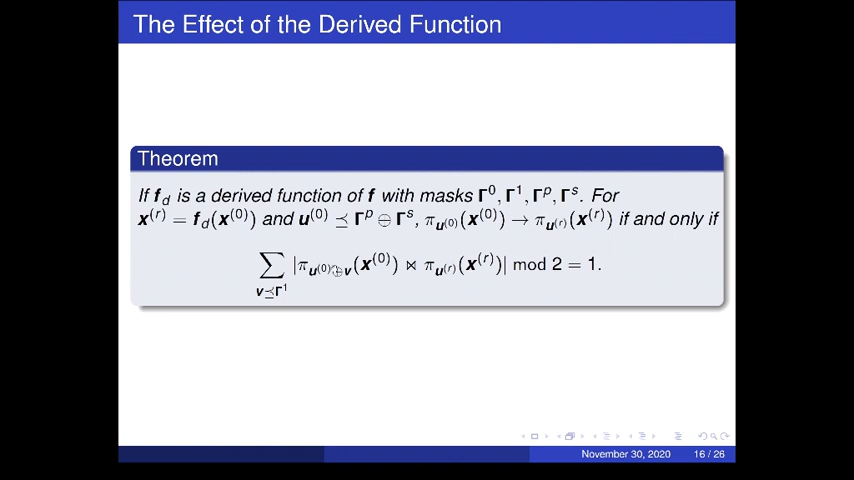 The Effect of the Derived Function
Theorem
If f_d is a derived function of f with masks Γ^0, Γ^1, Γ^p, Γ^s. For
x^(r) = f_d(x^(0)) and u^(0) ⪯ Γ^p ⊖ Γ^s, π_{u^(0)}(x^(0)) → π_{u^(r)}(x^(r)) if and only if
∑_{v⪯Γ^1} |π_{u^(0)⊕v}(x^(0)) ⋈ π_{u^(r)}(x^(r))| mod 2 = 1.
November 30, 2020 16 / 26